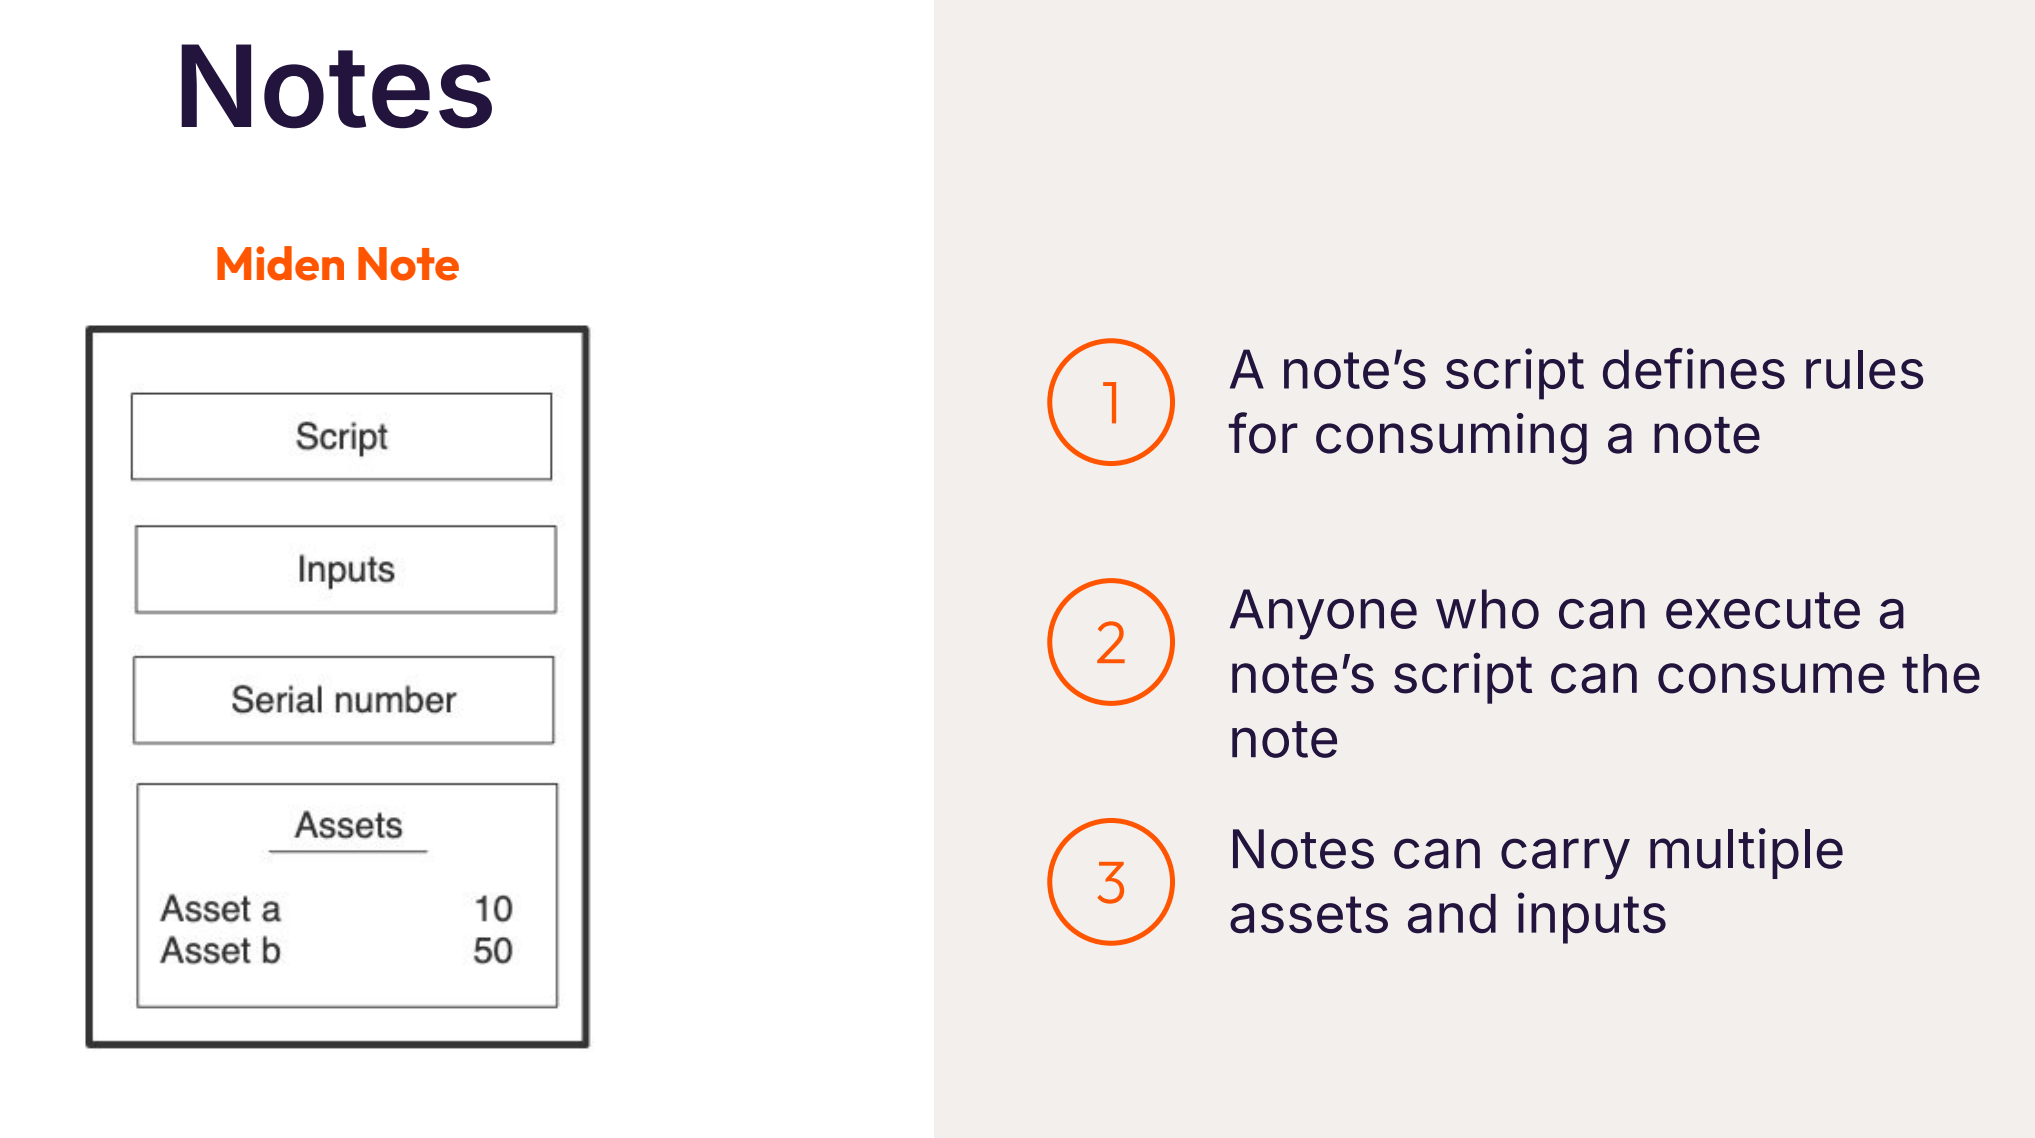 Notes
Miden Note
Script
Inputs
Serial number
Assets
Asset a 10
Asset b 50
1
A note’s script defines rules
for consuming a note
2
Anyone who can execute a
note’s script can consume the
note
3
Notes can carry multiple
assets and inputs